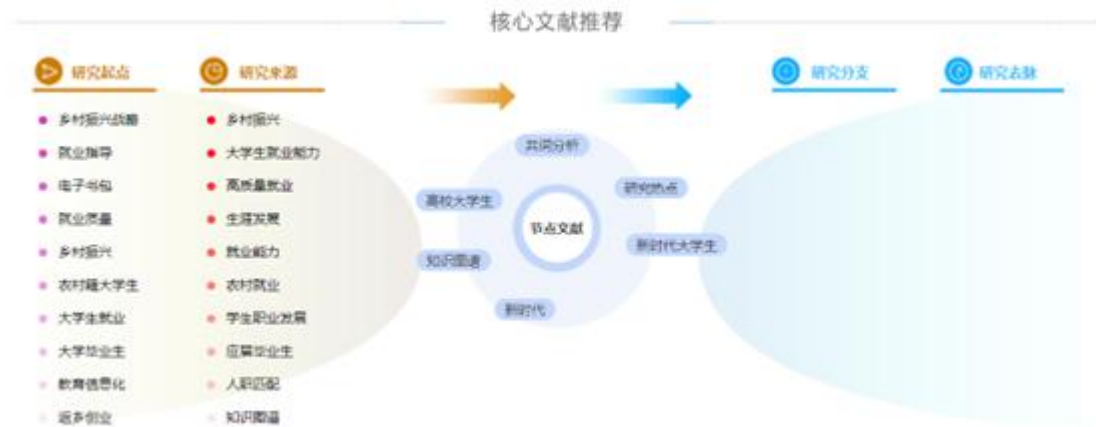 核心文献推荐
研究起点
乡村振兴战略
就业指导
电子书包
就业质量
乡村振兴
农村籍大学生
大学生就业
大学毕业生
教育信息化
返乡创业
研究来源
乡村振兴
大学生就业能力
高质量就业
生涯发展
就业能力
农村就业
学生职业发展
应届毕业生
人职匹配
知识图谱
共词分析
研究热点
高校大学生
节点文献
新时代大学生
知识图谱
新时代
研究分支
研究去脉